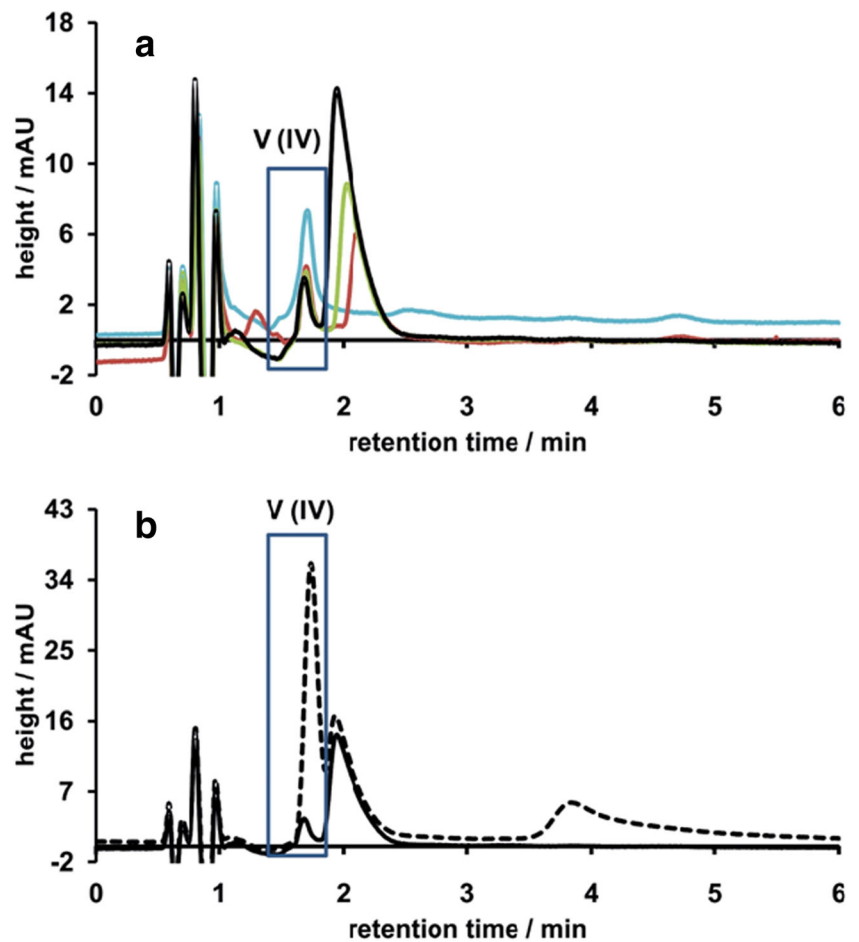 a
18
14
10
6
2
-2
height / mAU
V (IV)
0 1 2 3 4 5 6
retention time / min
b
43
34
25
16
7
-2
height / mAU
V (IV)
0 1 2 3 4 5 6
retention time / min